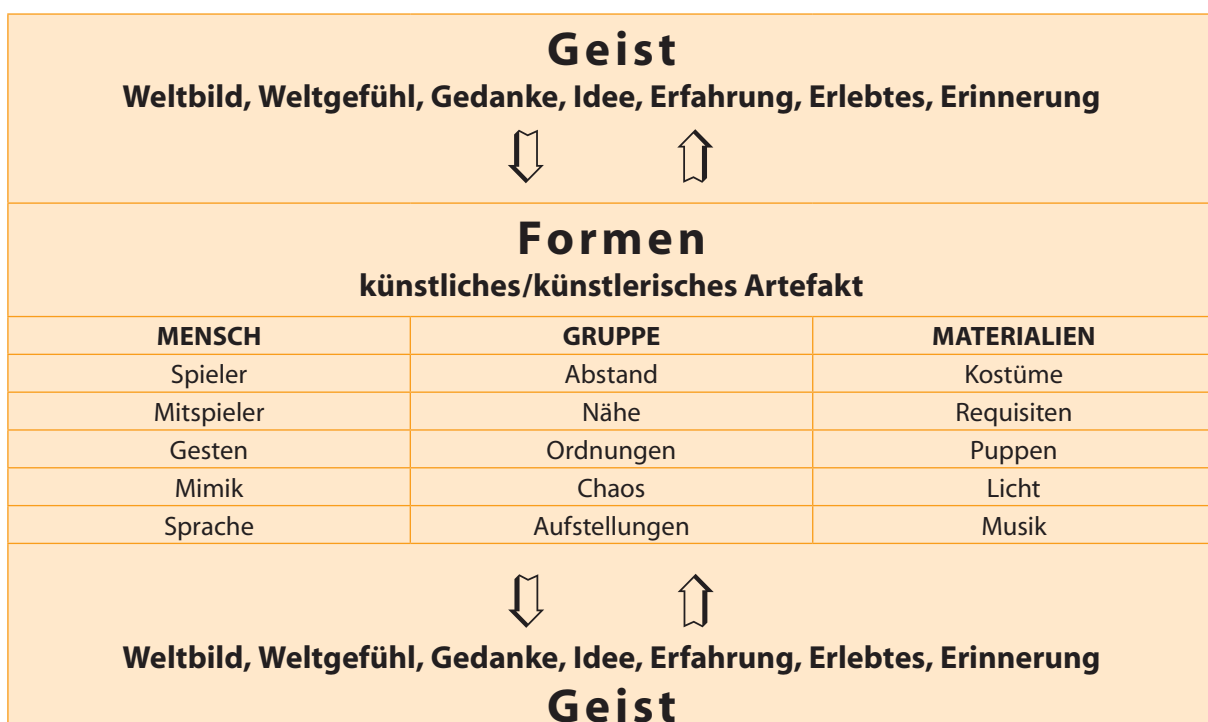 Geist
Weltbild, Weltgefühl, Gedanke, Idee, Erfahrung, Erlebtes, Erinnerung
Formen
künstliches/künstlerisches Artefakt
MENSCH GRUPPE MATERIALIEN
Spieler Abstand Kostüme
Mitspieler Nähe Requisiten
Gesten Ordnungen Puppen
Mimik Chaos Licht
Sprache Aufstellungen Musik
Weltbild, Weltgefühl, Gedanke, Idee, Erfahrung, Erlebtes, Erinnerung
Geist